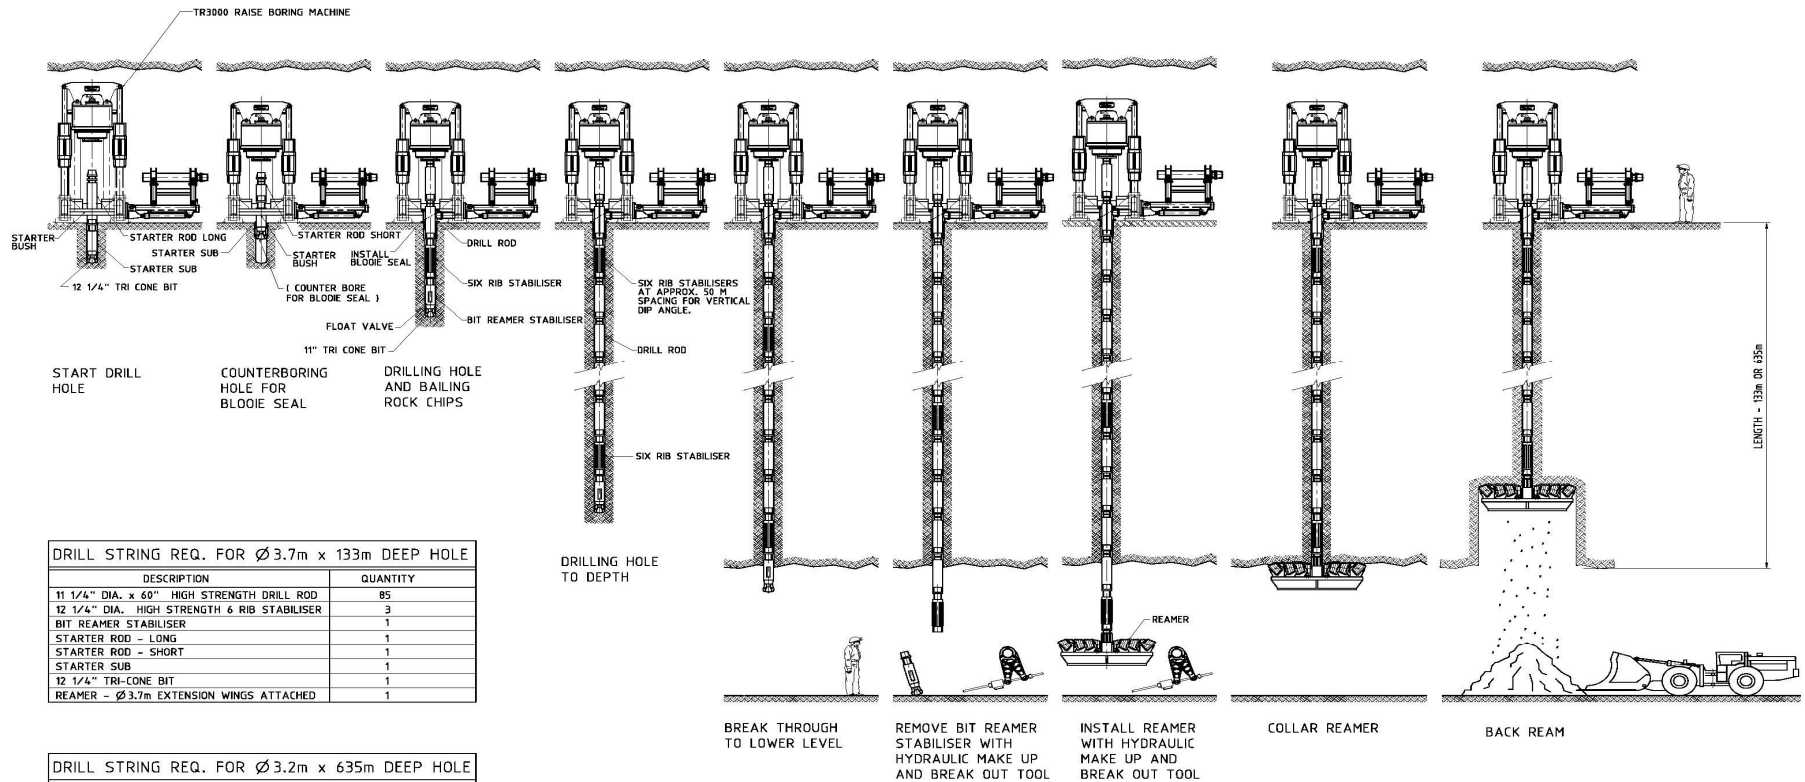 TR3000 RAISE BORING MACHINE
STARTER
BUSH
STARTER ROD LONG
STARTER SUB
12 1/4" TRI CONE BIT
START DRILL
HOLE
STARTER ROD SHORT
STARTER SUB
STARTER
BUSH
( COUNTER BORE
FOR BLOOIE SEAL )
COUNTERBORING
HOLE FOR
BLOOIE SEAL
INSTALL
BLOOIE SEAL
DRILL ROD
SIX RIB STABILISER
BIT REAMER STABILISER
FLOAT VALVE
11" TRI CONE BIT
DRILLING HOLE
AND BAILING
ROCK CHIPS
SIX RIB STABILISERS
AT APPROX. 50 M
SPACING FOR VERTICAL
DIP ANGLE.
DRILL ROD
SIX RIB STABILISER
DRILLING HOLE
TO DEPTH
BREAK THROUGH
TO LOWER LEVEL
REMOVE BIT REAMER
STABILISER WITH
HYDRAULIC MAKE UP
AND BREAK OUT TOOL
REAMER
INSTALL REAMER
WITH HYDRAULIC
MAKE UP AND
BREAK OUT TOOL
COLLAR REAMER
BACK REAM
LENGTH - 133m OR 635m
DRILL STRING REQ. FOR Ø3.7m x 133m DEEP HOLE
DESCRIPTION QUANTITY
11 1/4" DIA. x 60" HIGH STRENGTH DRILL ROD 85
12 1/4" DIA. HIGH STRENGTH 6 RIB STABILISER 3
BIT REAMER STABILISER 1
STARTER ROD - LONG 1
STARTER ROD - SHORT 1
STARTER SUB 1
12 1/4" TRI-CONE BIT 1
REAMER - Ø3.7m EXTENSION WINGS ATTACHED 1
DRILL STRING REQ. FOR Ø3.2m x 635m DEEP HOLE